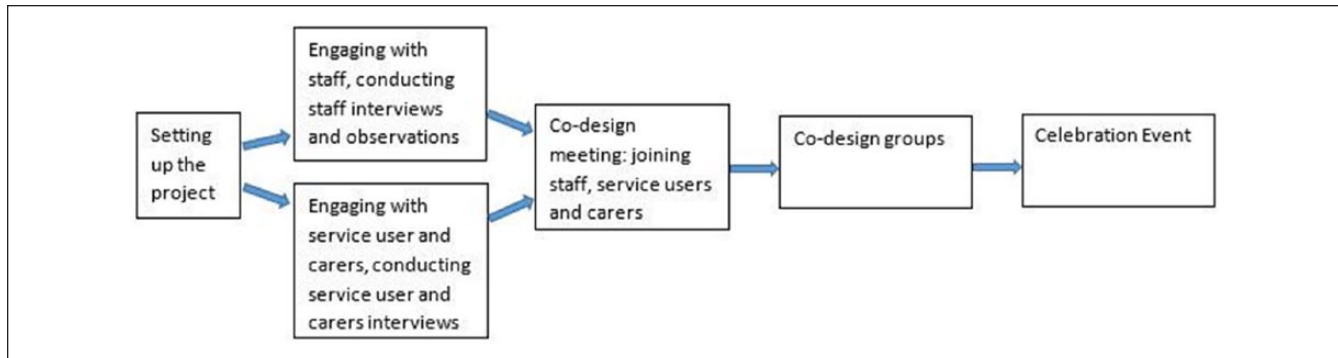 Setting
up the
project
Engaging with
staff, conducting
staff interviews
and observations
Engaging with
service user and
carers, conducting
service user and
carers interviews
Co-design
meeting: joining
staff, service users
and carers
Co-design groups
Celebration Event